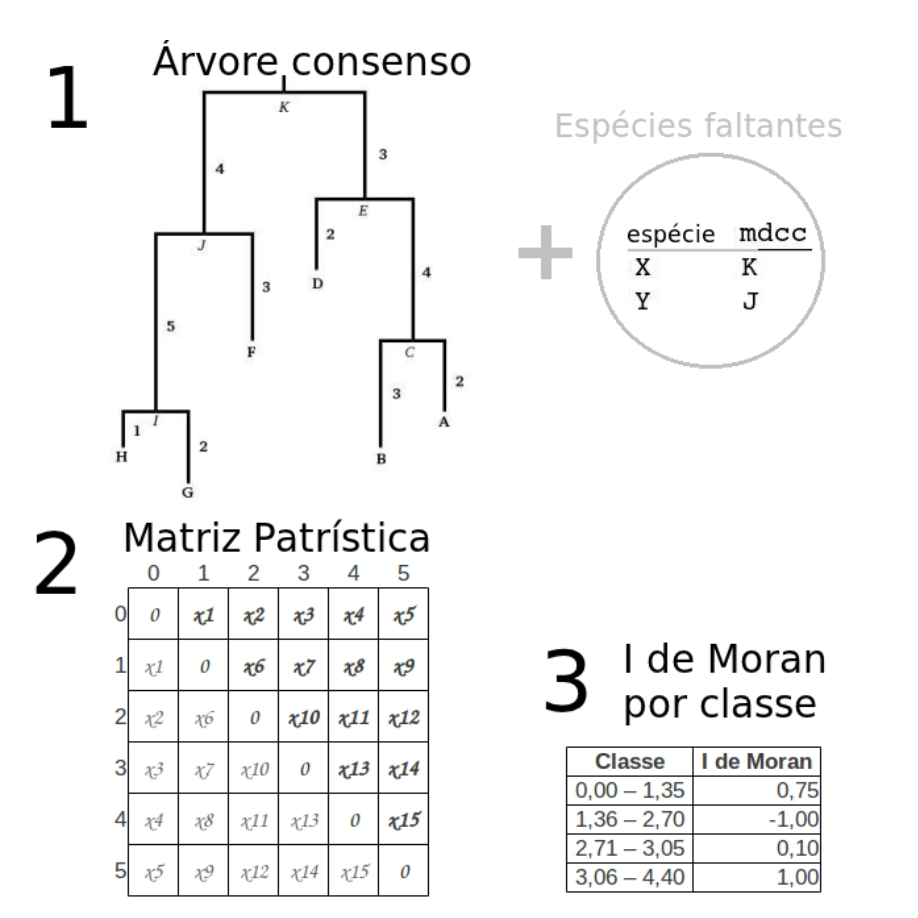 1
Árvore consenso
K
4
3
E
J
2
D
4
3
F
5
C
3
2
A
B
I
1
2
H
G
Espécies faltantes
+
espécie mdcc
X K
Y J
2
Matriz Patrística
0 1 2 3 4 5
0 0 x1 x2 x3 x4 x5
1 x1 0 x6 x7 x8 x9
2 x2 x6 0 x10 x11 x12
3 x3 x7 x10 0 x13 x14
4 x4 x8 x11 x13 0 x15
5 x5 x9 x12 x14 x15 0
3
I de Moran
por classe
Classe I de Moran
0,00 – 1,35 0,75
1,36 – 2,70 -1,00
2,71 – 3,05 0,10
3,06 – 4,40 1,00